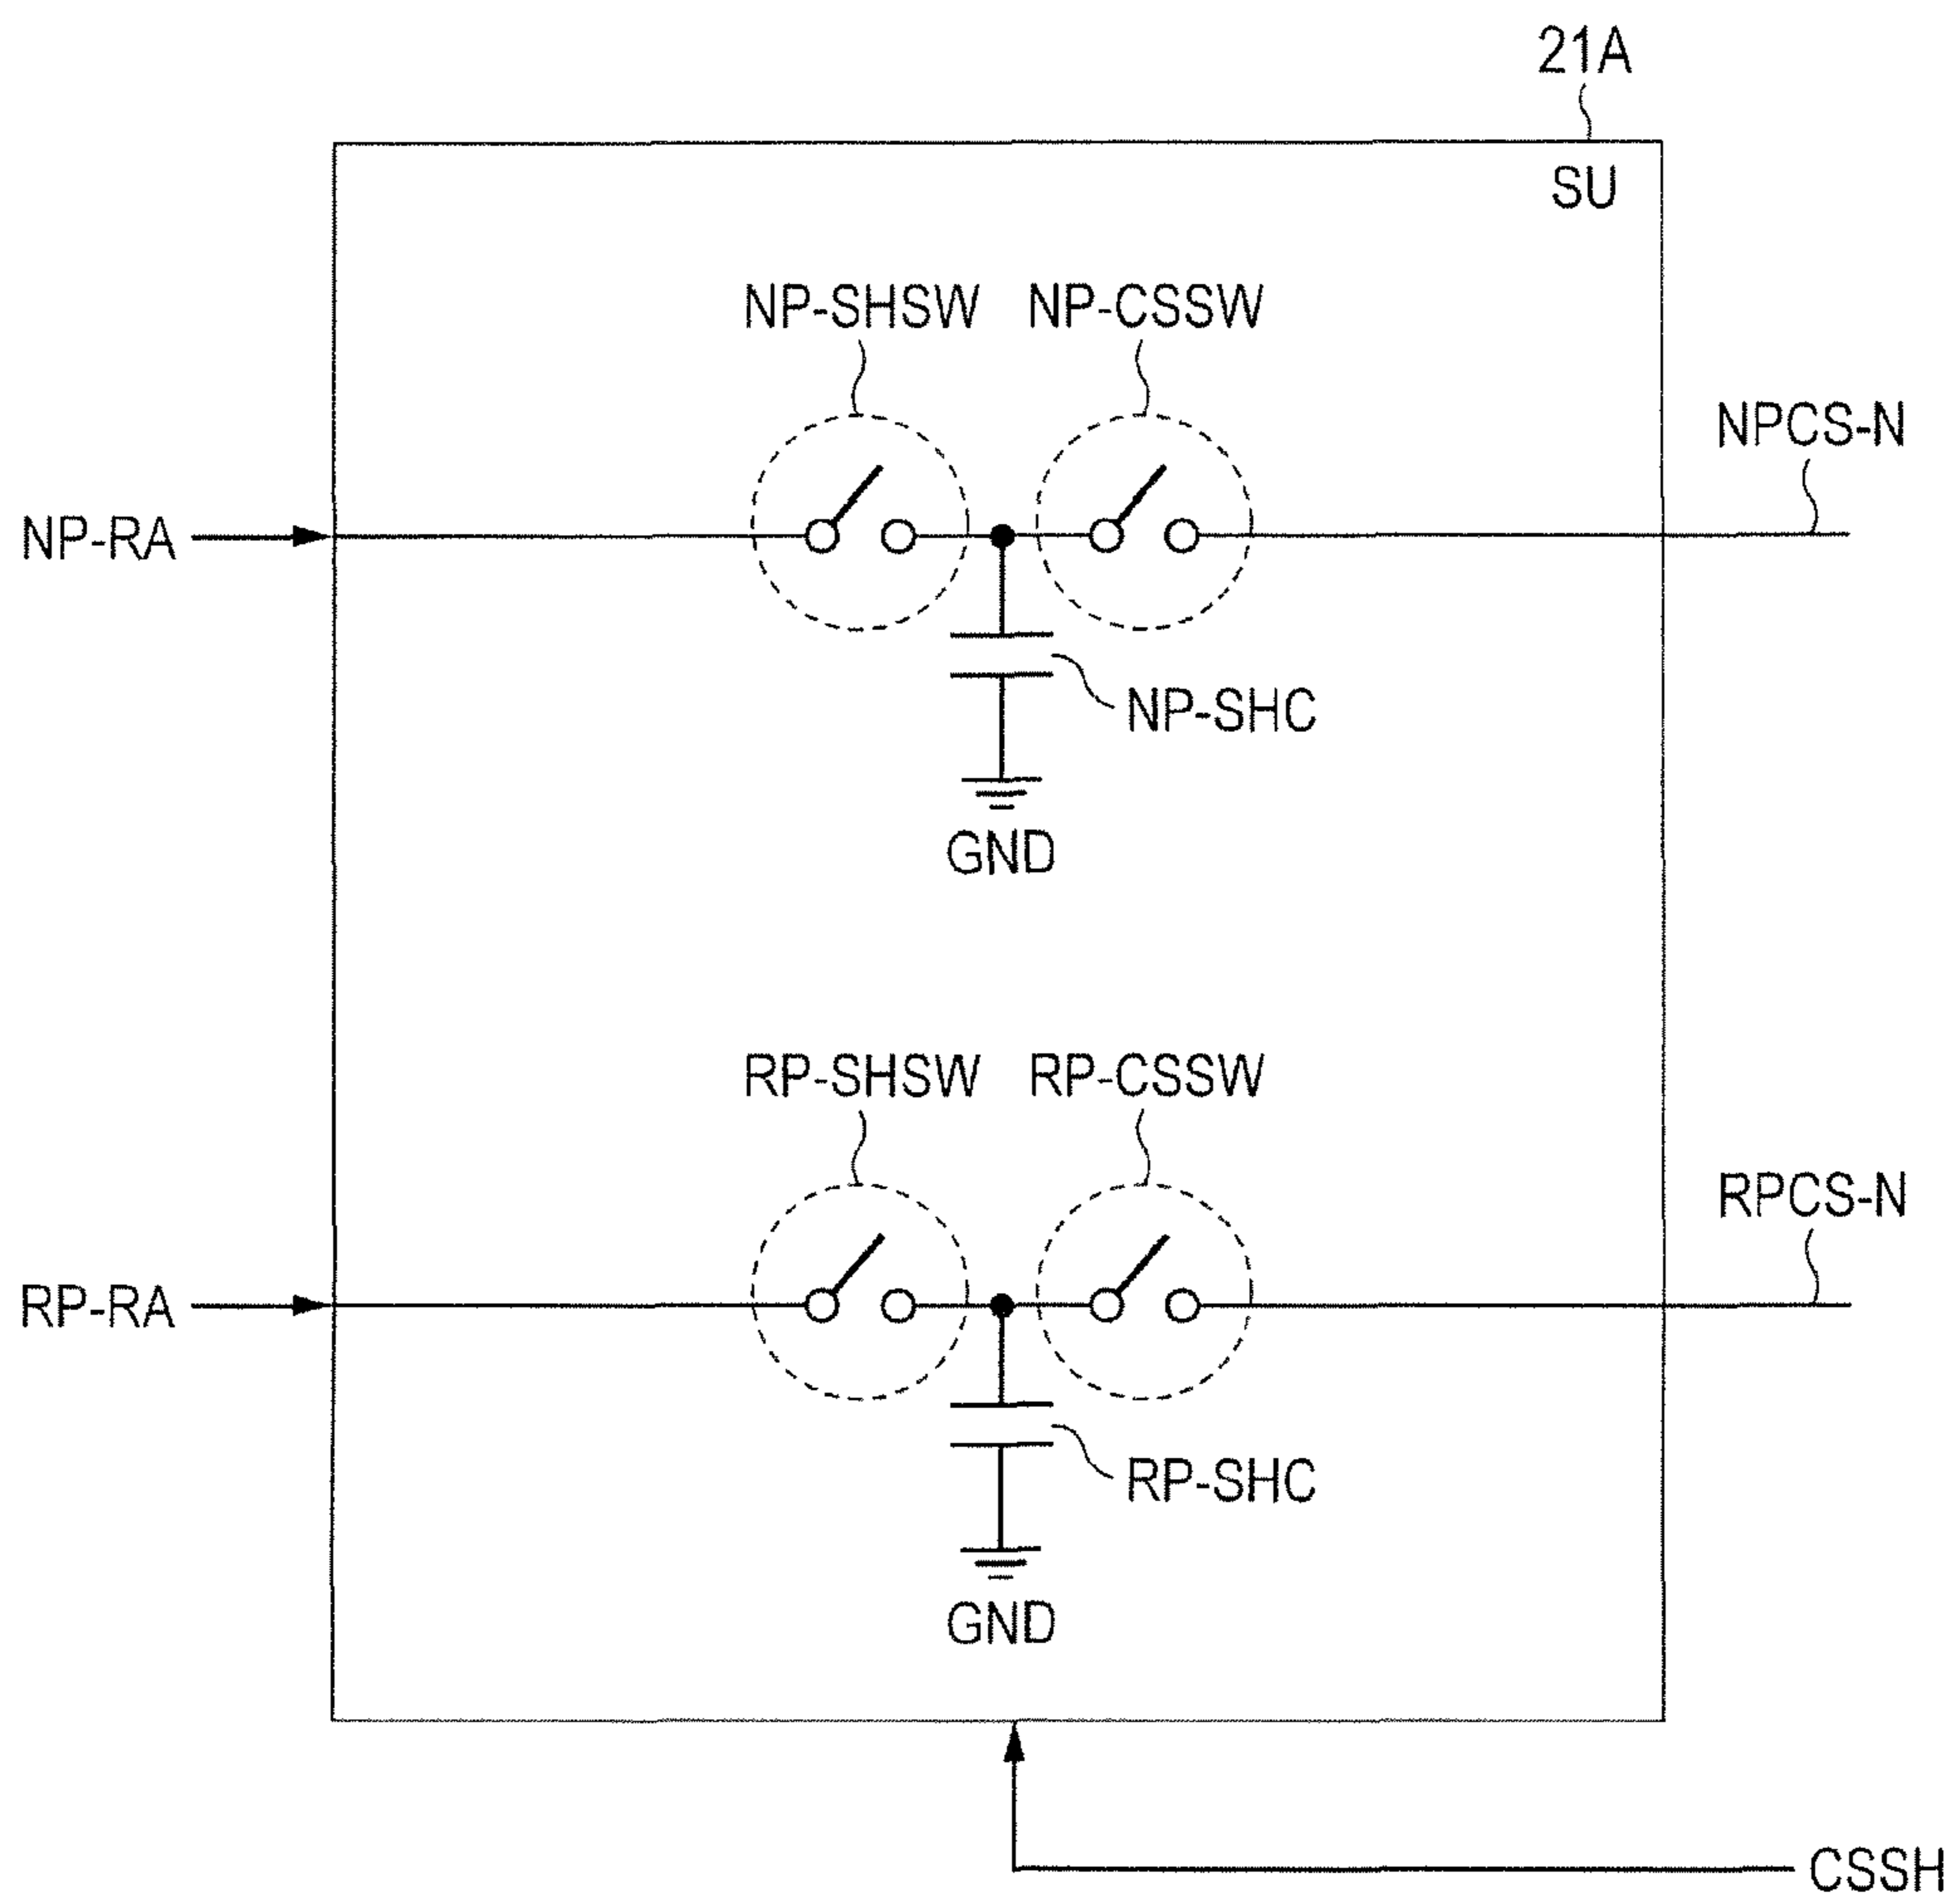 21A
SU
NP-SHSW NP-CSSW
NPCS-N
NP-RA
NP-SHC
GND
RP-SHSW RP-CSSW
RPCS-N
RP-RA
RP-SHC
GND
CSSH